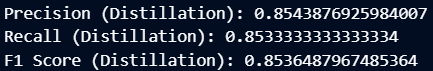 Precision (Distillation): 0.8543876925984007
Recall (Distillation): 0.8533333333333334
F1 Score (Distillation): 0.8536487967485364